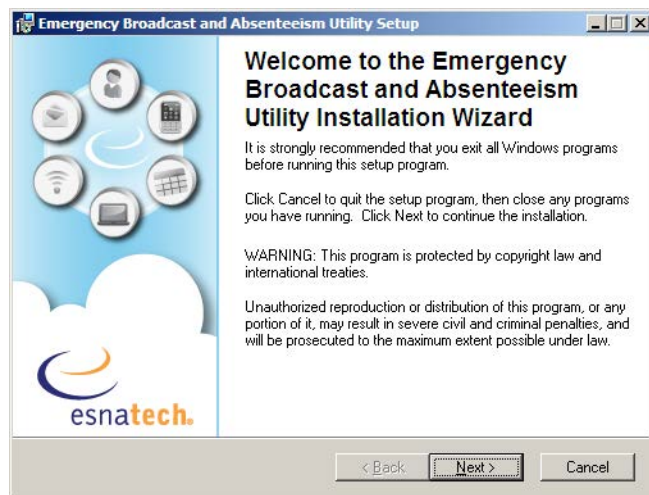 Emergency Broadcast and Absenteeism Utility Setup
Welcome to the Emergency
Broadcast and Absenteeism
Utility Installation Wizard
It is strongly recommended that you exit all Windows programs
before running this setup program.
Click Cancel to quit the setup program, then close any programs
you have running. Click Next to continue the installation.
WARNING: This program is protected by copyright law and
international treaties.
Unauthorized reproduction or distribution of this program, or any
portion of it, may result in severe civil and criminal penalties, and
will be prosecuted to the maximum extent possible under law.
esnatech.
< Back
Next >
Cancel